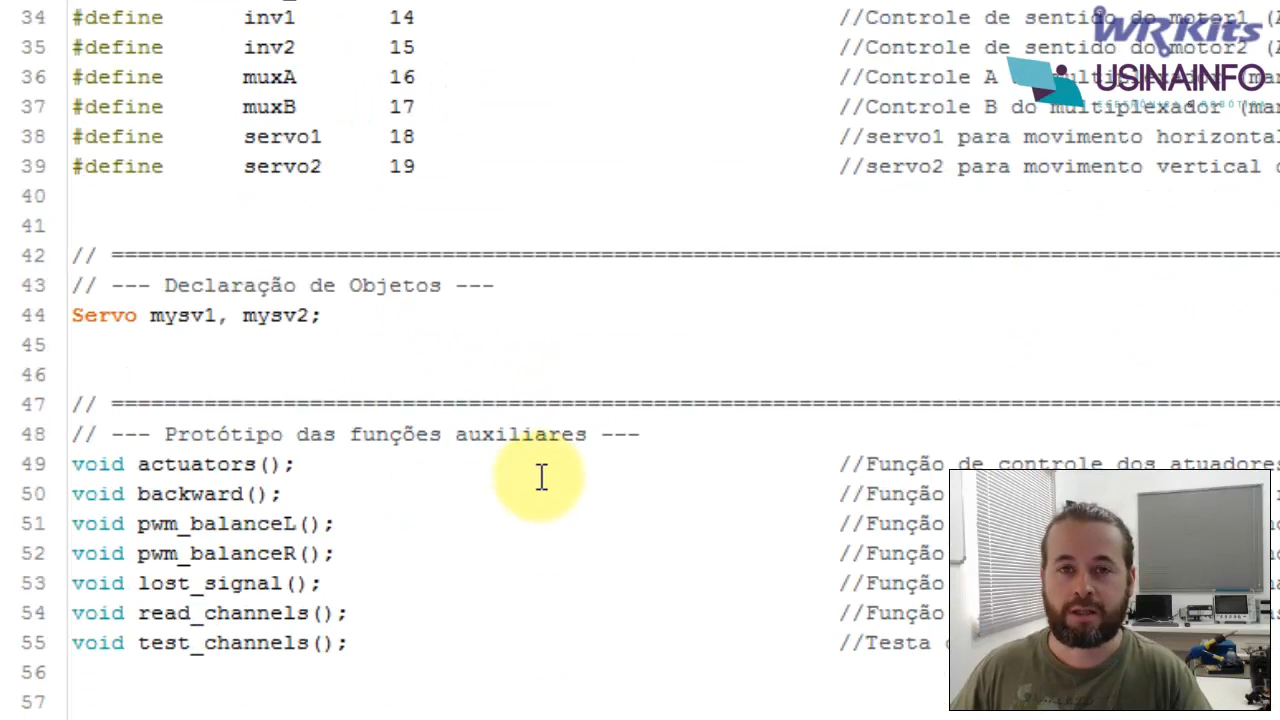 34 #define inv1 14 //Controle de sentido do motor1
35 #define inv2 15 //Controle de sentido do motor2
36 #define muxA 16 //Controle A
37 #define muxB 17 //Controle B do multiplexador
38 #define servo1 18 //servo1 para movimento horizontal
39 #define servo2 19 //servo2 para movimento vertical
40
41
42 // ================================================================================
43 // --- Declaração de Objetos ---
44 Servo mysv1, mysv2;
45
46
47 // ================================================================================
48 // --- Protótipo das funções auxiliares ---
49 void actuators(); //Função de controle dos atuadores
50 void backward(); //Função
51 void pwm_balanceL(); //Função
52 void pwm_balanceR(); //Função
53 void lost_signal(); //Função
54 void read_channels(); //Função
55 void test_channels(); //Testa
56
57
WRKits
USINAINFO